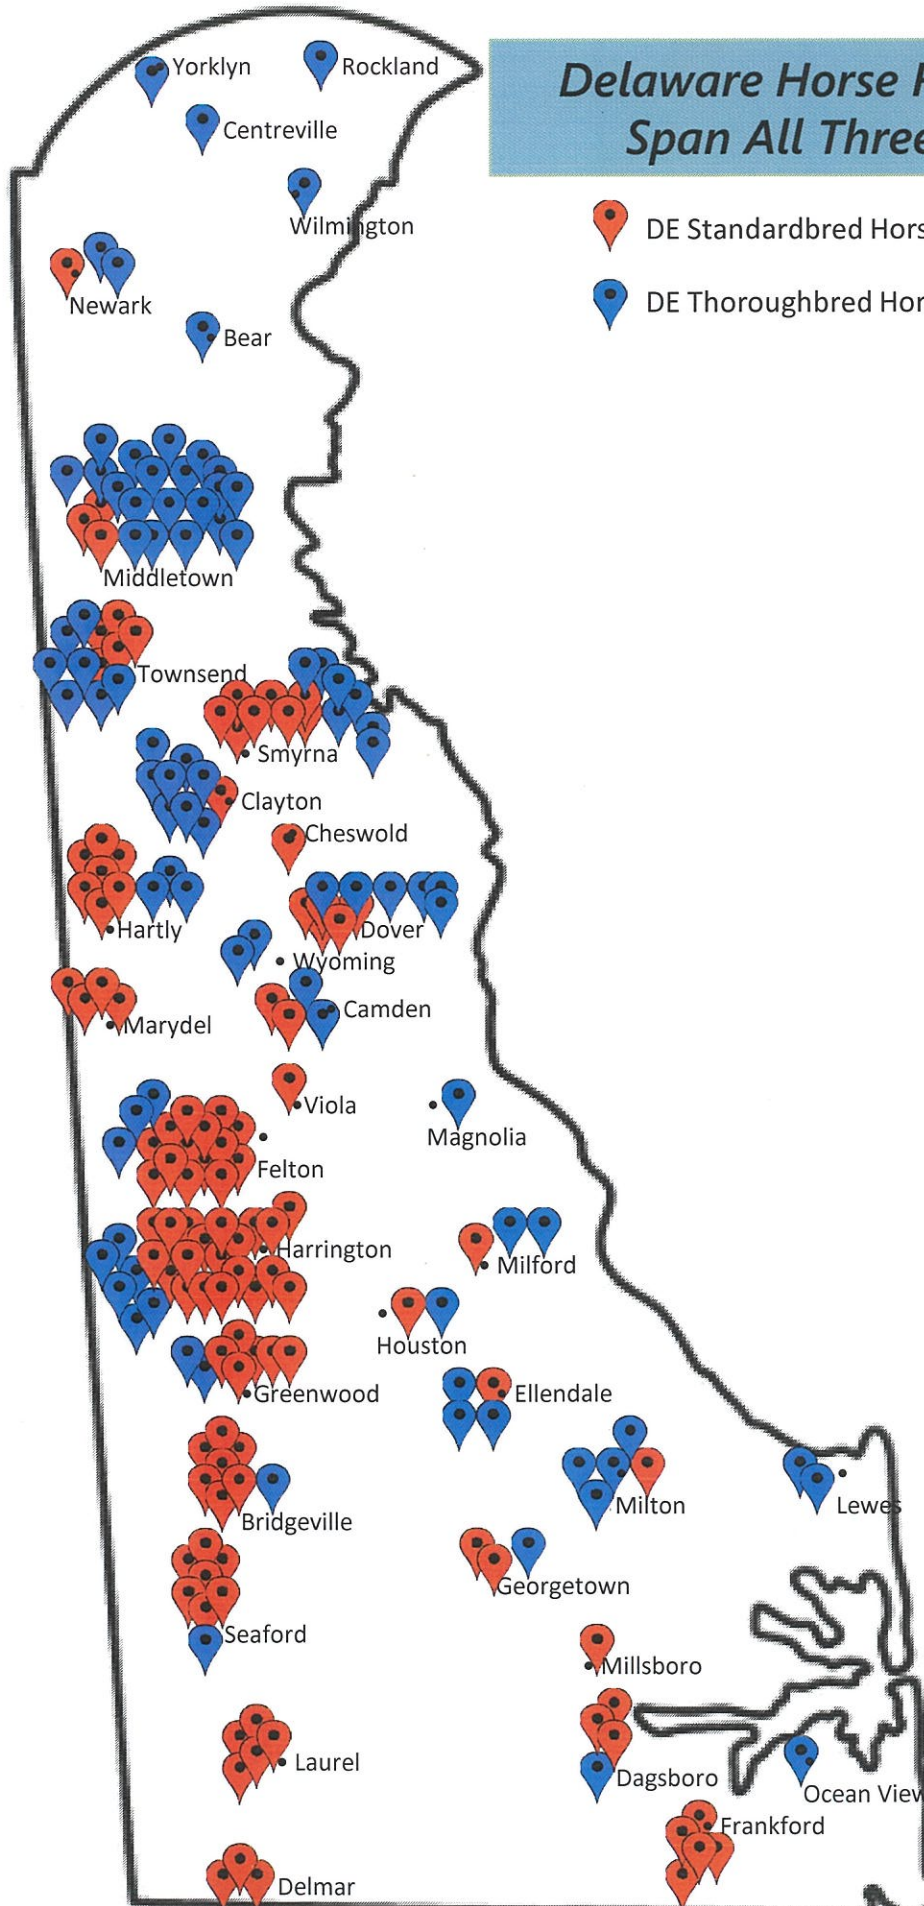 Delaware Horse
Span All Three
DE Standardbred
DE Thoroughbred
Yorklyn
Rockland
Centreville
Wilmington
Newark
Bear
Middletown
Townsend
Smyrna
Clayton
Cheswold
Hartly
Dover
Wyoming
Camden
Marydel
Viola
Magnolia
Felton
Harrington
Milford
Houston
Greenwood
Ellendale
Milton
Lewes
Bridgeville
Georgetown
Seaford
Millsboro
Laurel
Dagsboro
Ocean View
Frankford
Delmar